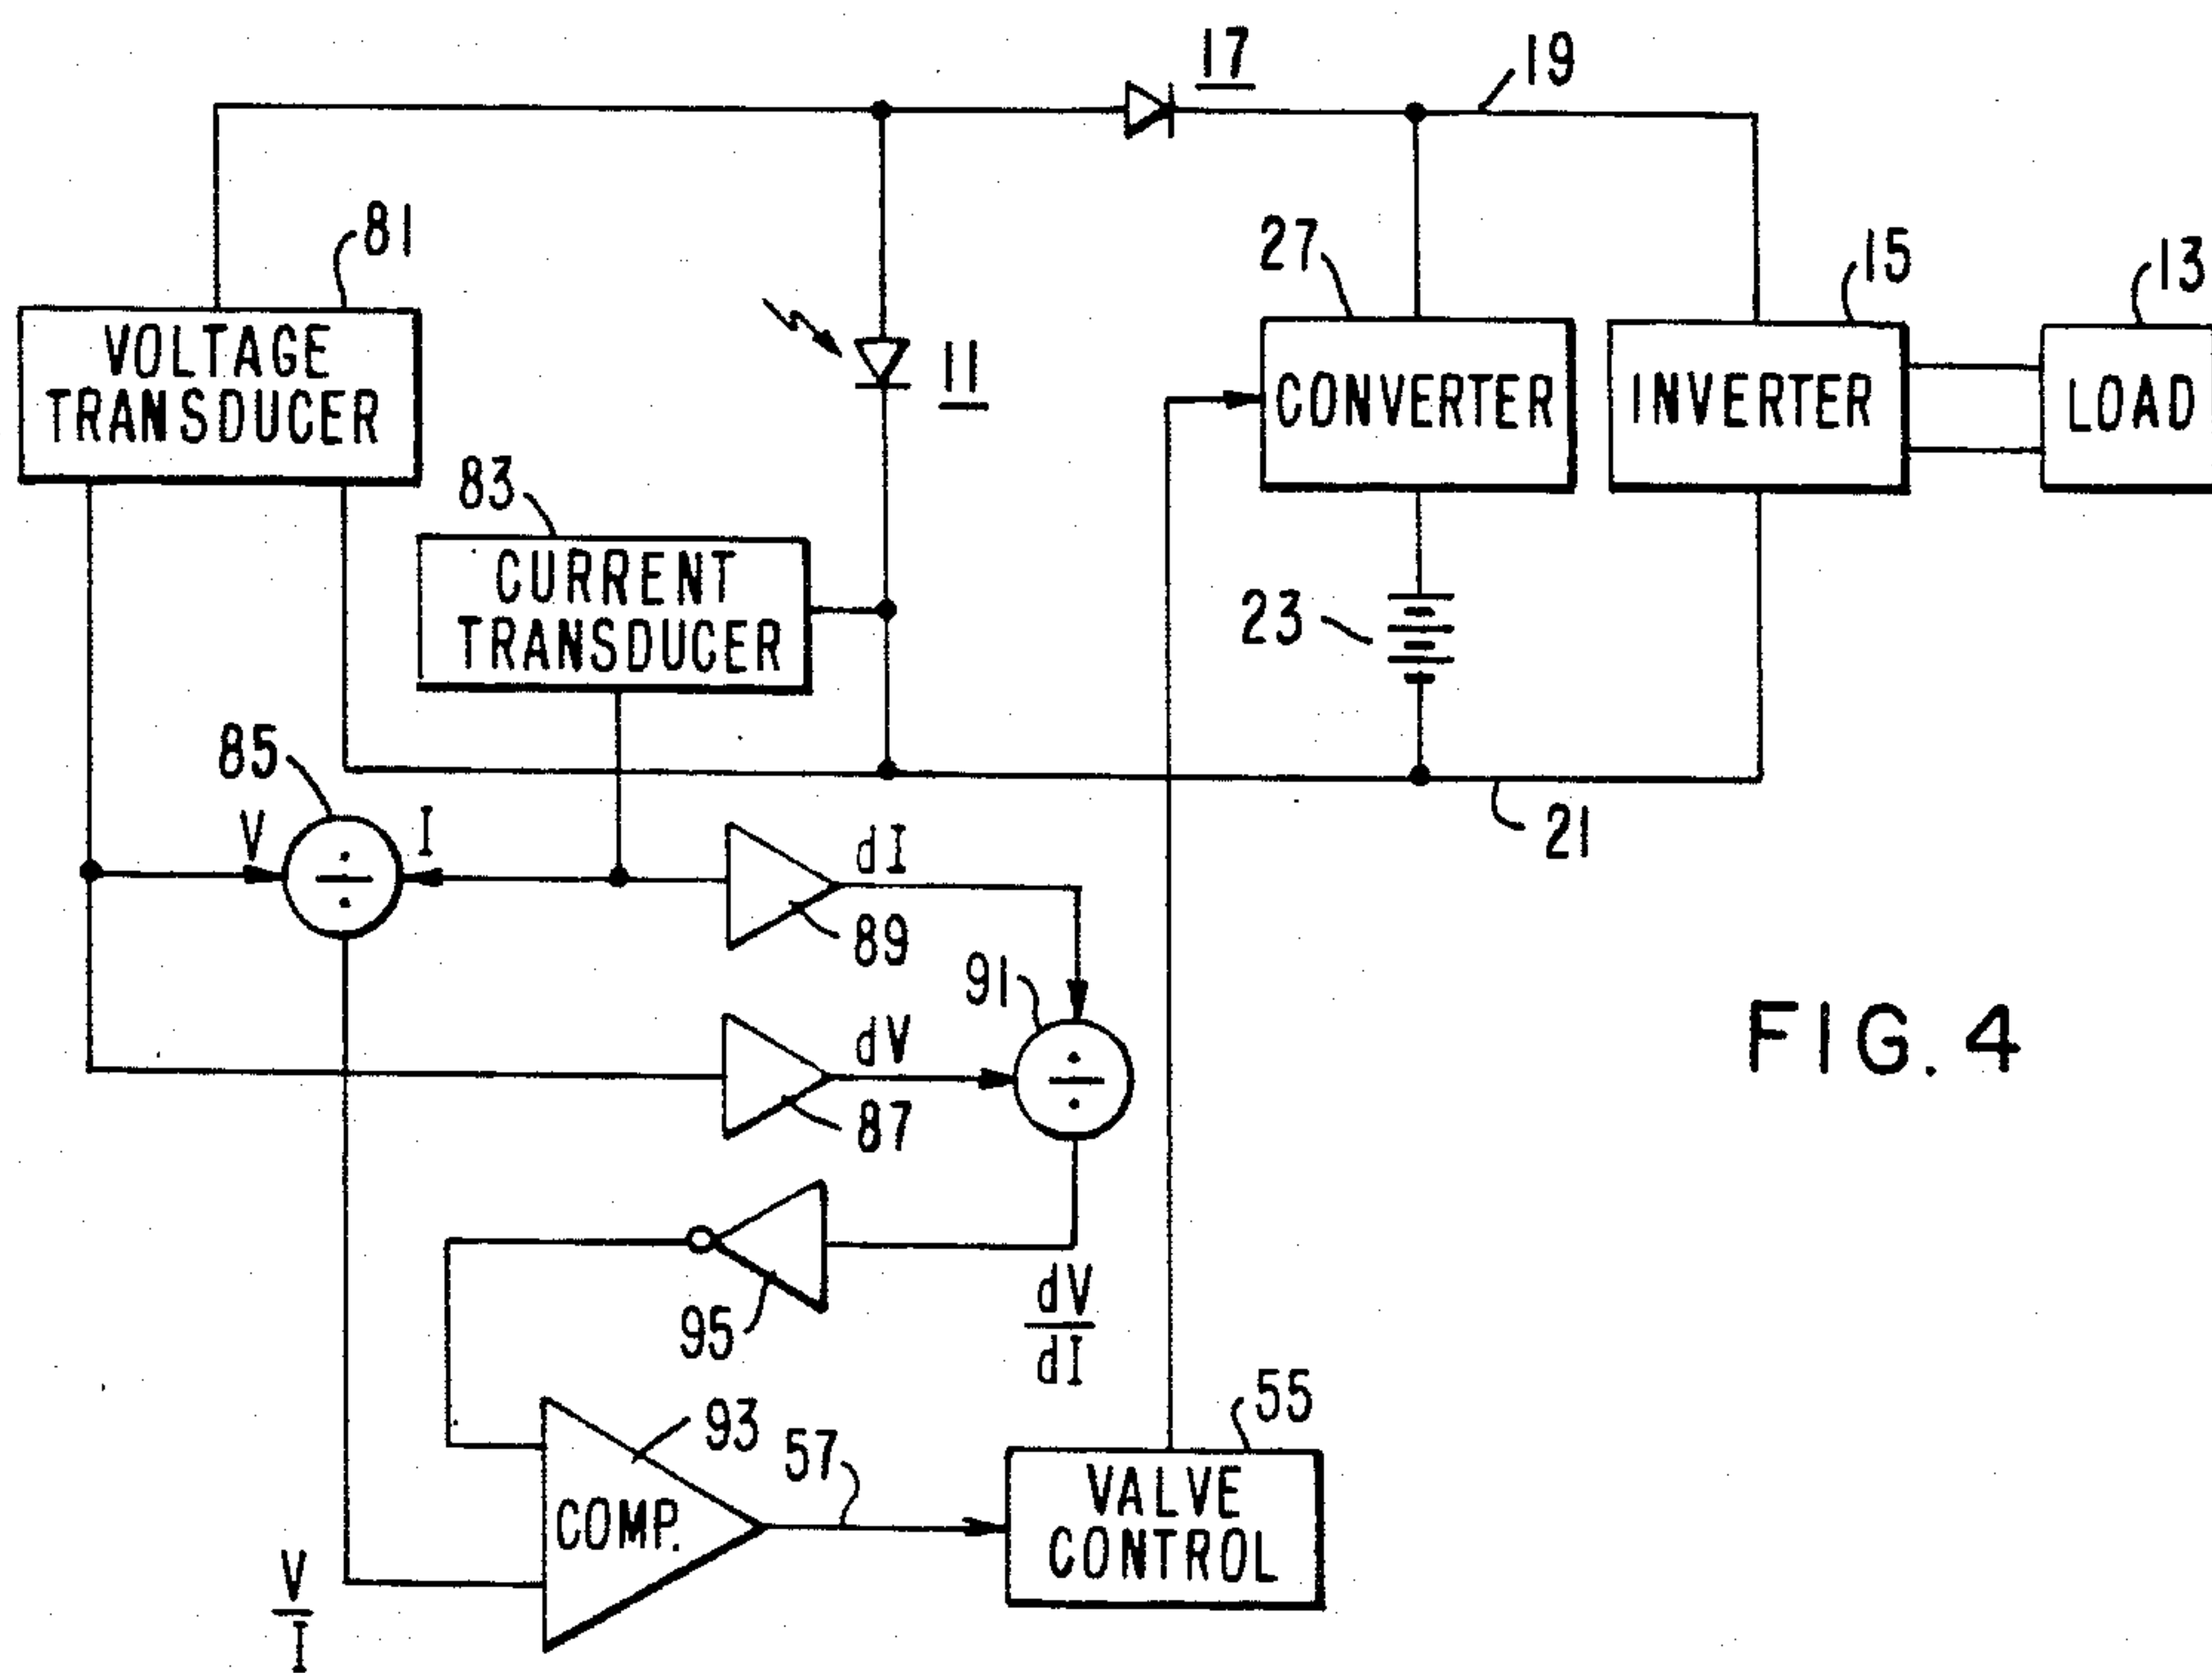 17
19
81
27
15
13
VOLTAGE
TRANSDUCER
11
CONVERTER
INVERTER
LOAD
83
CURRENT
TRANSDUCER
23
85
V
I
÷
dI
89
21
91
dV
÷
87
FIG. 4
95
dV
dI
93
57
55
COMP.
VALVE
CONTROL
V
I